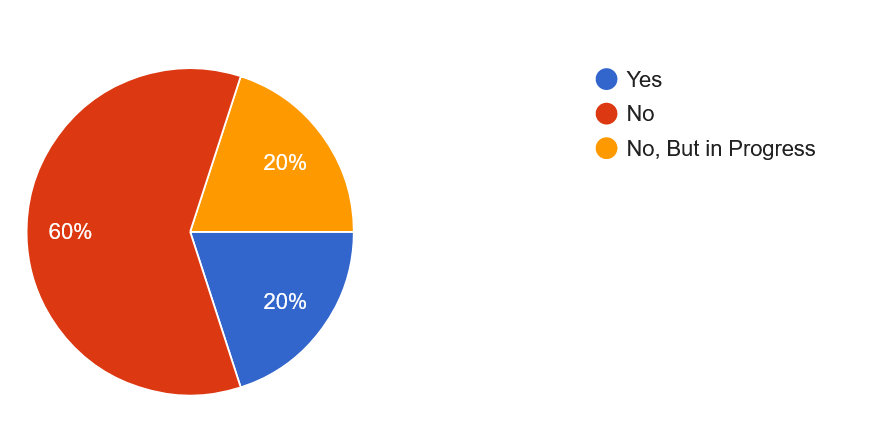 Yes
No
No, But in Progress
20%
60%
20%